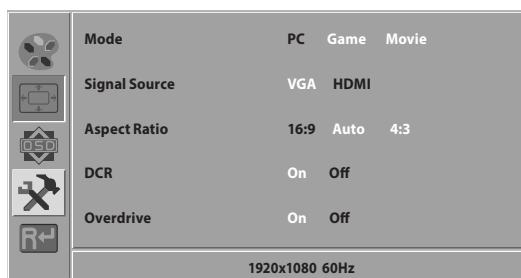 Mode PC Game Movie
Signal Source VGA HDMI
Aspect Ratio 16:9 Auto 4:3
OSD
DCR On Off
Overdrive On Off
R
1920x1080 60Hz